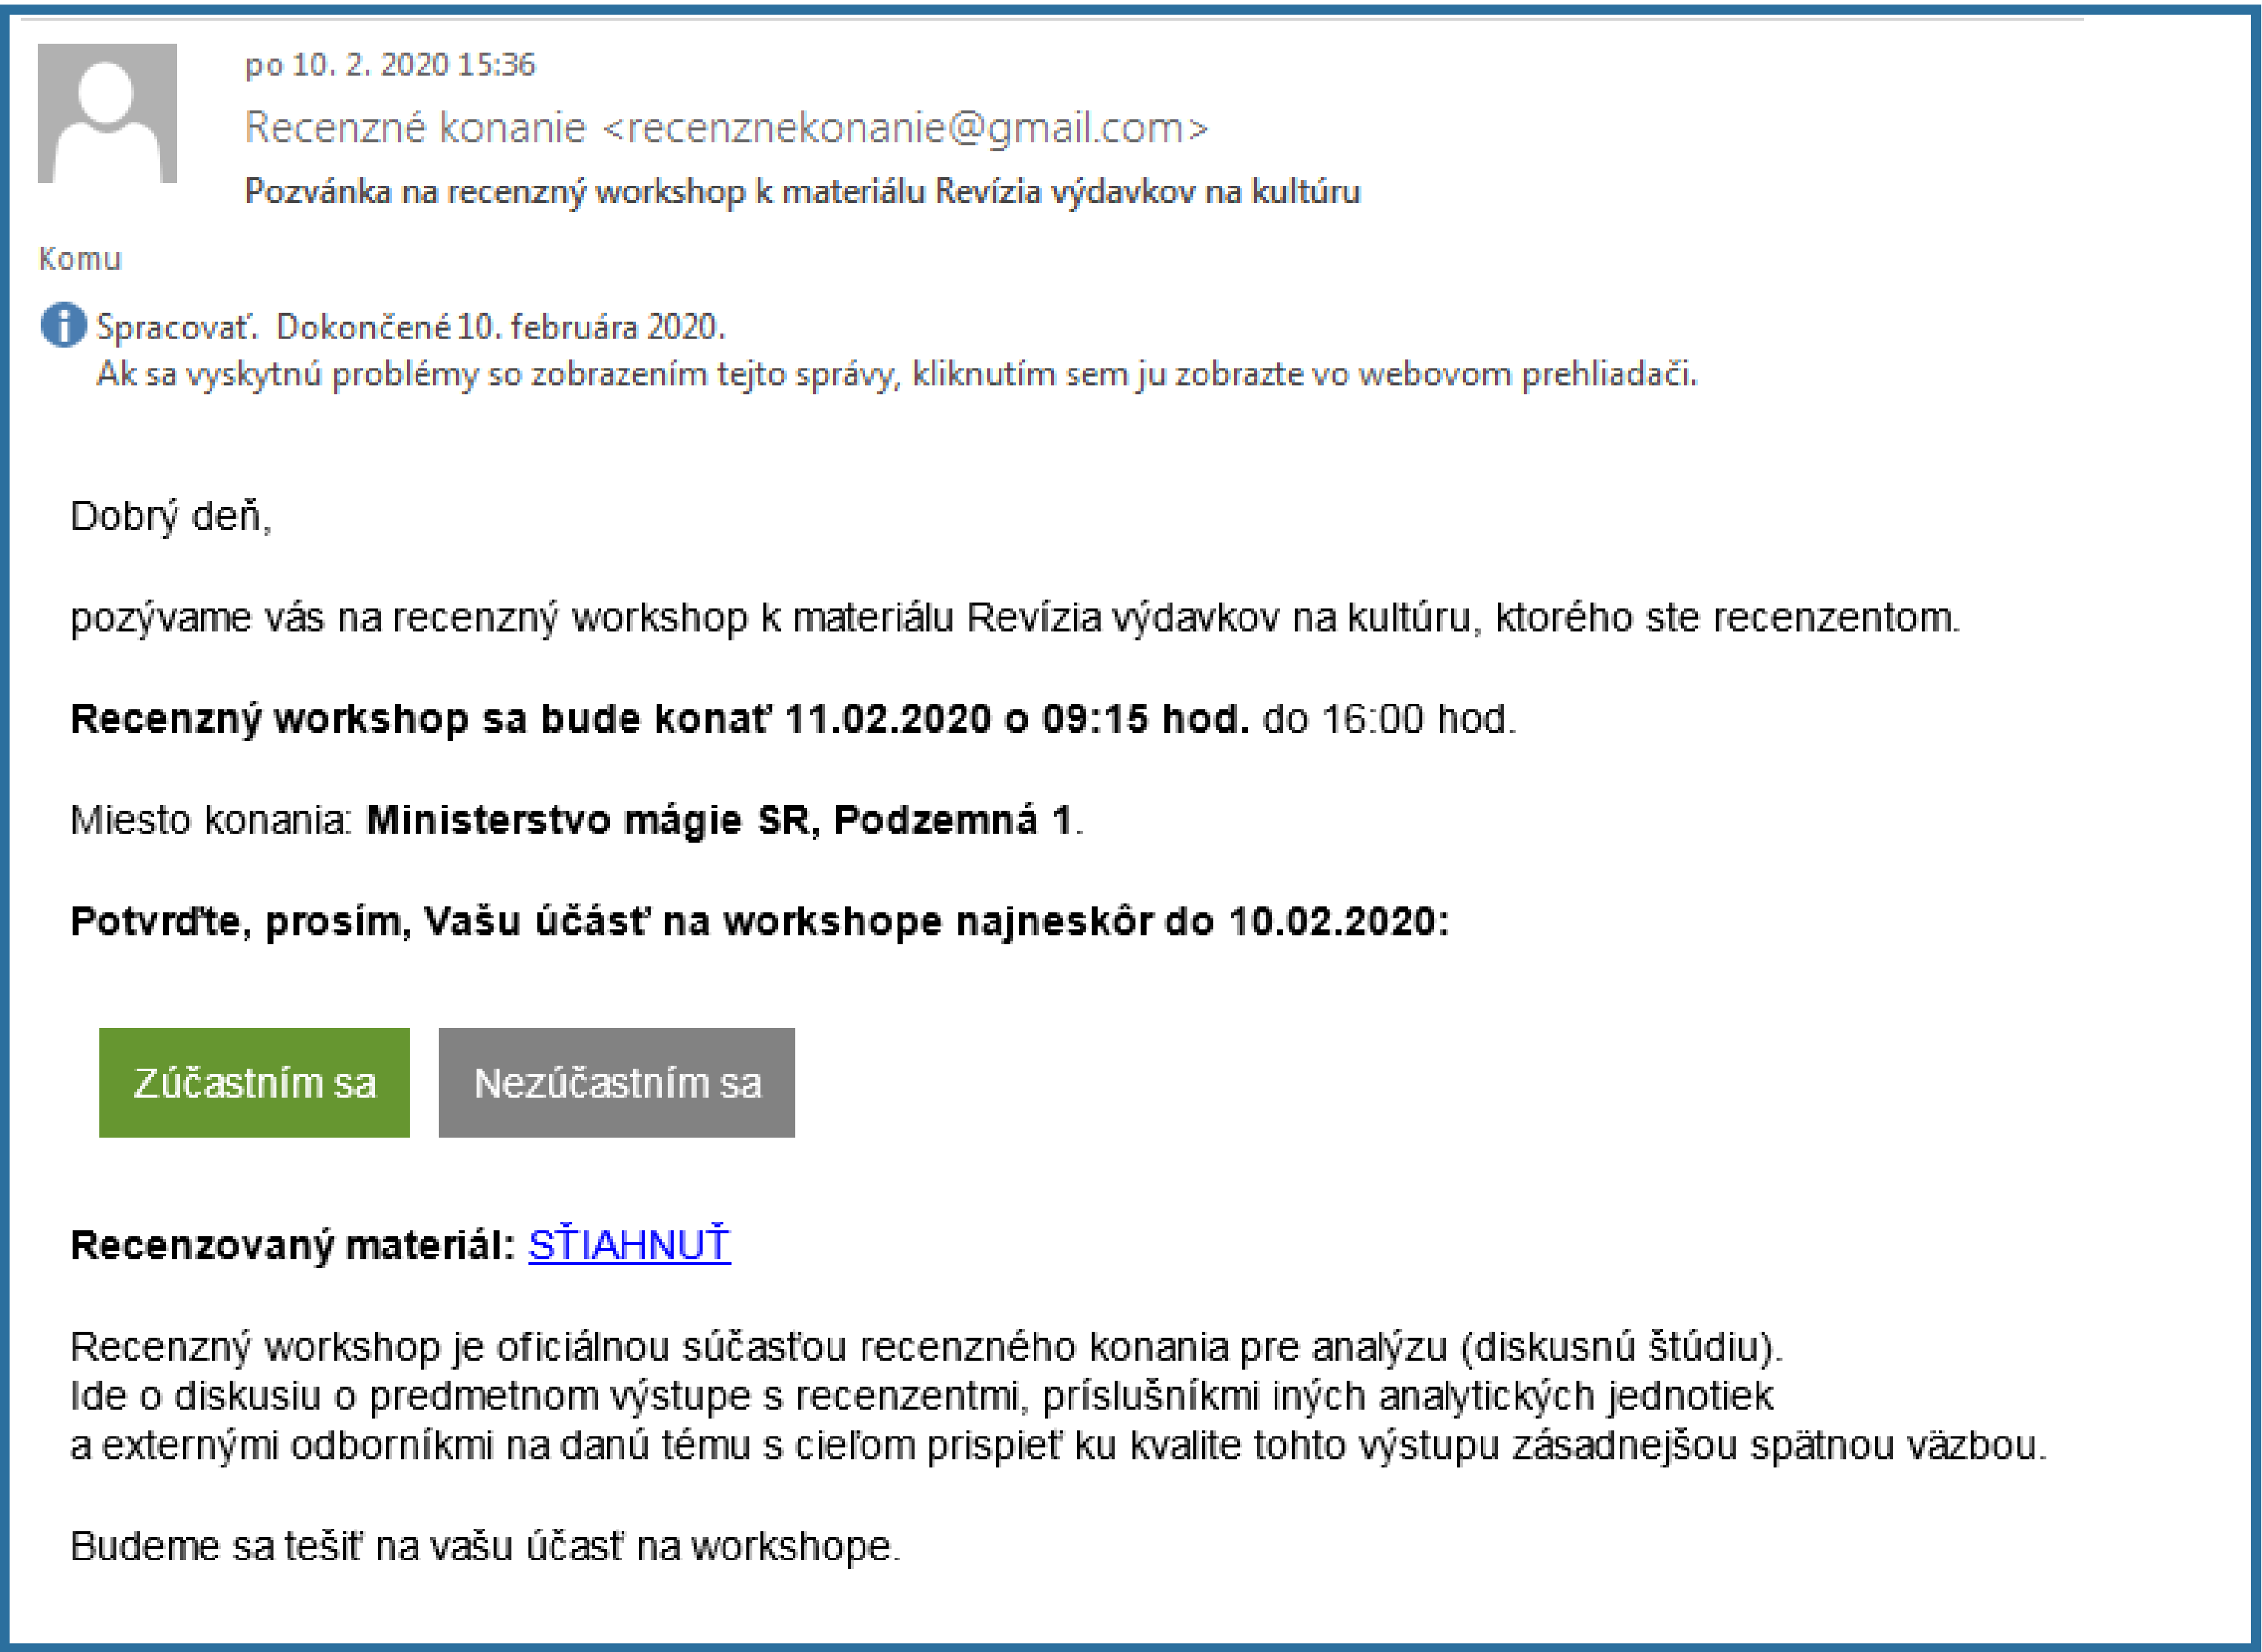 po 10. 2. 2020 15:36
Recenzné konanie <recenznekonanie@gmail.com>
Pozvánka na recenzný workshop k materiálu Revízia výdavkov na kultúru
Komu
Spracovať. Dokončené 10. februára 2020.
Ak sa vyskytnú problémy so zobrazením tejto správy, kliknutím sem ju zobrazte vo webovom prehliadači.
Dobrý deň,
pozývame vás na recenzný workshop k materiálu Revízia výdavkov na kultúru, ktorého ste recenzentom.
Recenzný workshop sa bude konať 11.02.2020 o 09:15 hod. do 16:00 hod.
Miesto konania: Ministerstvo mágie SR, Podzemná 1.
Potvrďte, prosím, Vašu účásť na workshope najneskôr do 10.02.2020:
Zúčastním sa Nezúčastním sa
Recenzovaný materiál: SŤIAHNUŤ
Recenzný workshop je oficiálnou súčasťou recenzného konania pre analýzu (diskusnú štúdiu).
Ide o diskusiu o predmetnom výstupe s recenzentmi, príslušníkmi iných analytických jednotiek
a externými odborníkmi na danú tému s cieľom prispieť ku kvalite tohto výstupu zásadnejšou spätnou väzbou.
Budeme sa tešiť na vašu účasť na workshope.